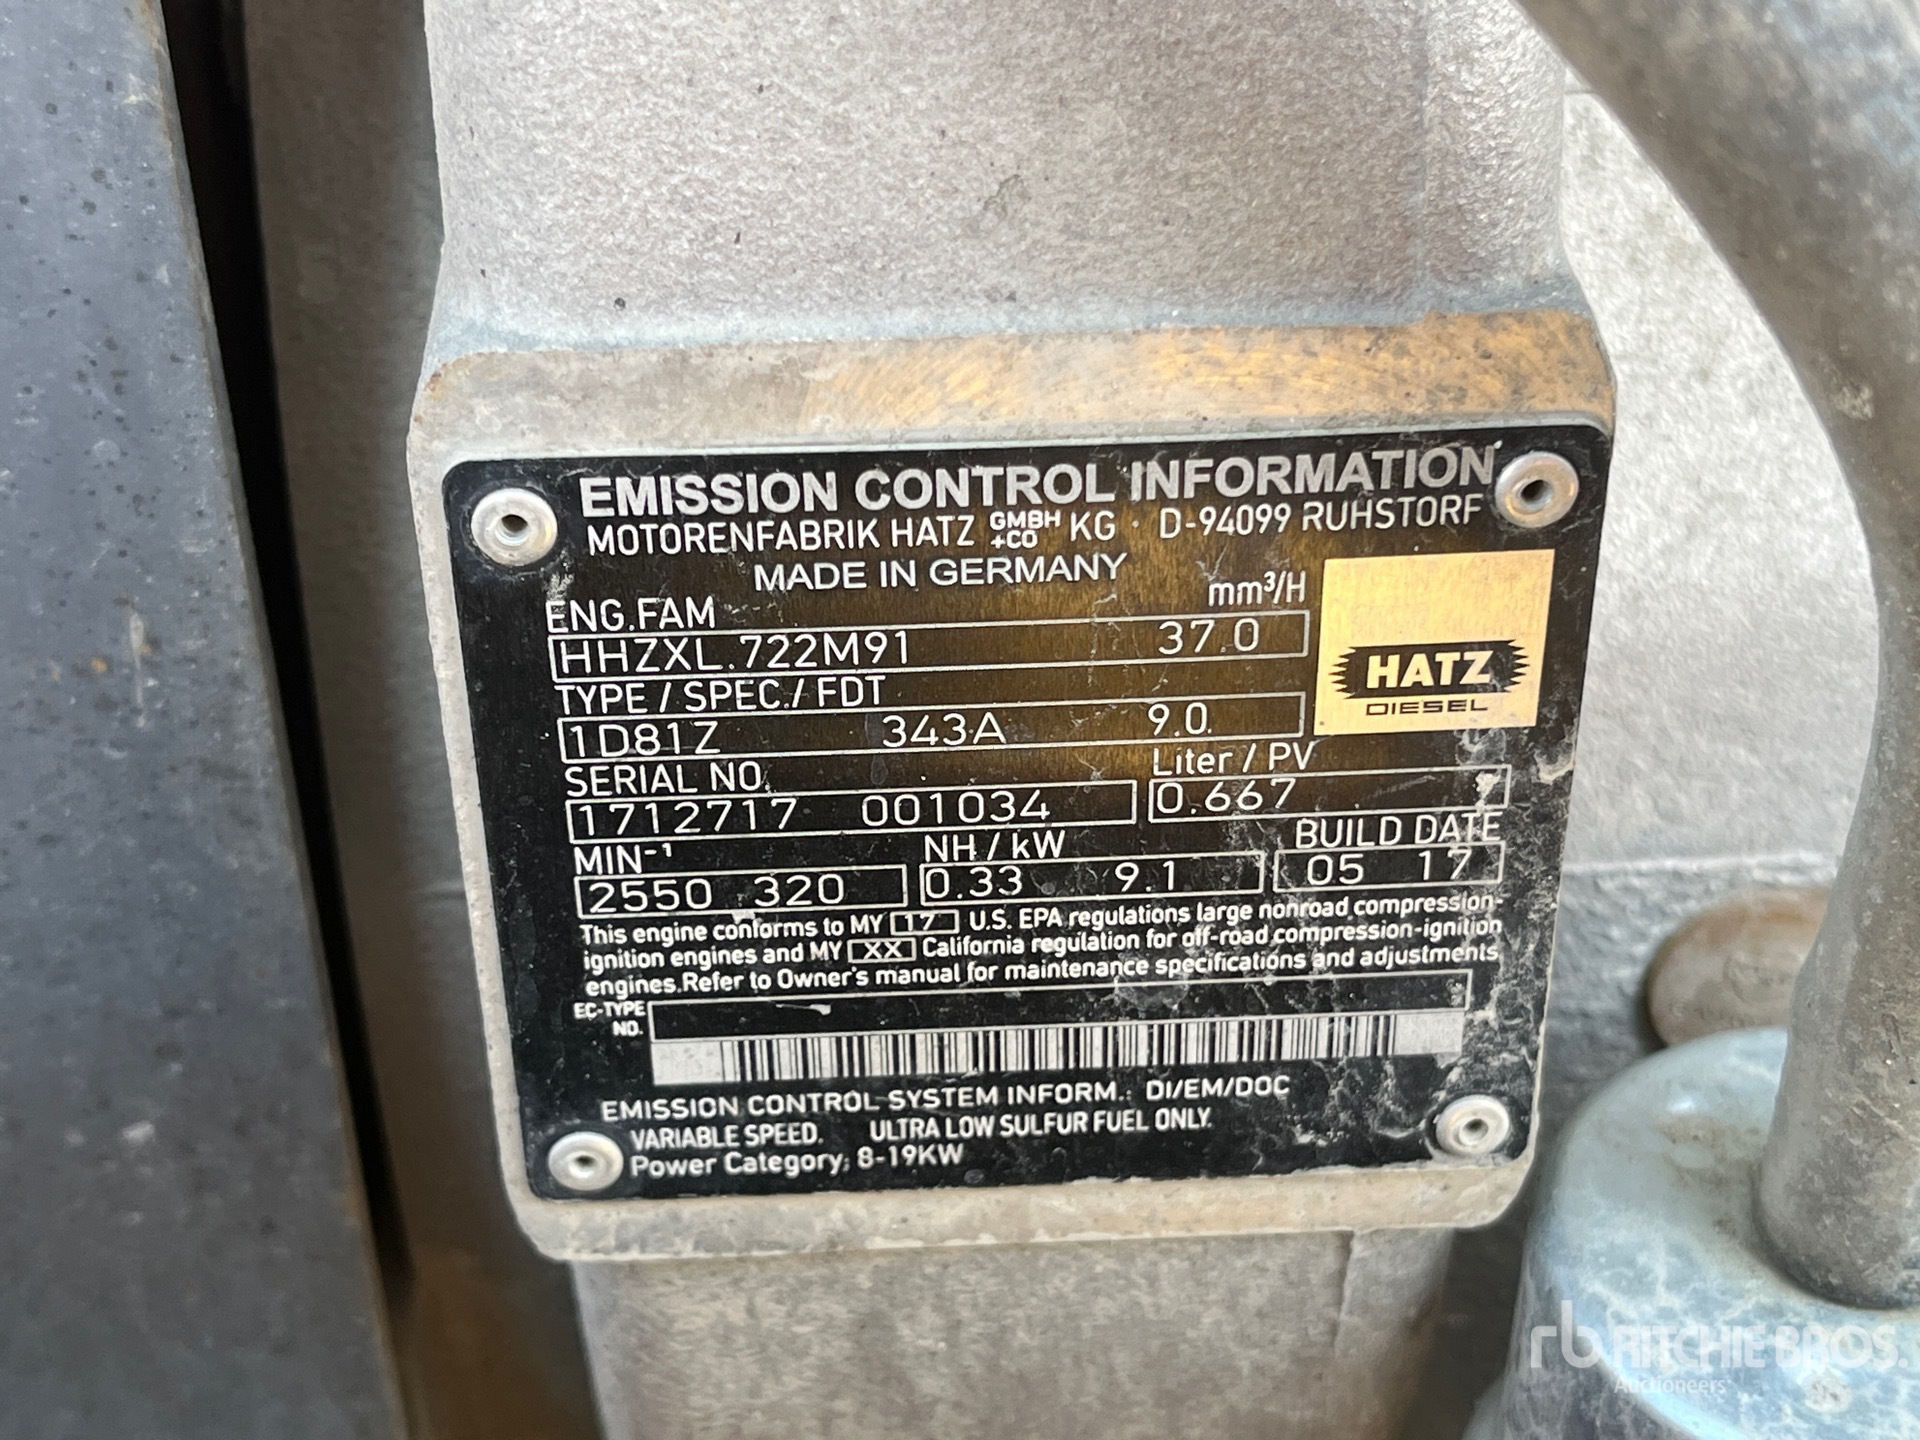 EMISSION CONTROL INFORMATION
MOTORENFABRIK HATZ GMBH +CO KG · D-94099 RUHSTORF
MADE IN GERMANY
ENG.FAM mm³/H
HHZXL.722M91 37.0
TYPE / SPEC./ FDT
1D81Z 343A 9.0
HATZ
DIESEL
SERIAL NO. Liter / PV
1712717 001034 0.667
MIN-¹ NH / kW BUILD DATE
2550 320 0.33 9.1 05 17
This engine conforms to MY 17 U.S. EPA regulations large nonroad compression-
ignition engines and MY XX California regulation for off-road compression-ignition
engines.Refer to Owner's manual for maintenance specifications and adjustments
EC-TYPE
NO.
EMISSION CONTROL SYSTEM INFORM.: DI/EM/DOC
VARIABLE SPEED. ULTRA LOW SULFUR FUEL ONLY.
Power Category: 8-19KW
rb RITCHIE BROS.
Auctioneers